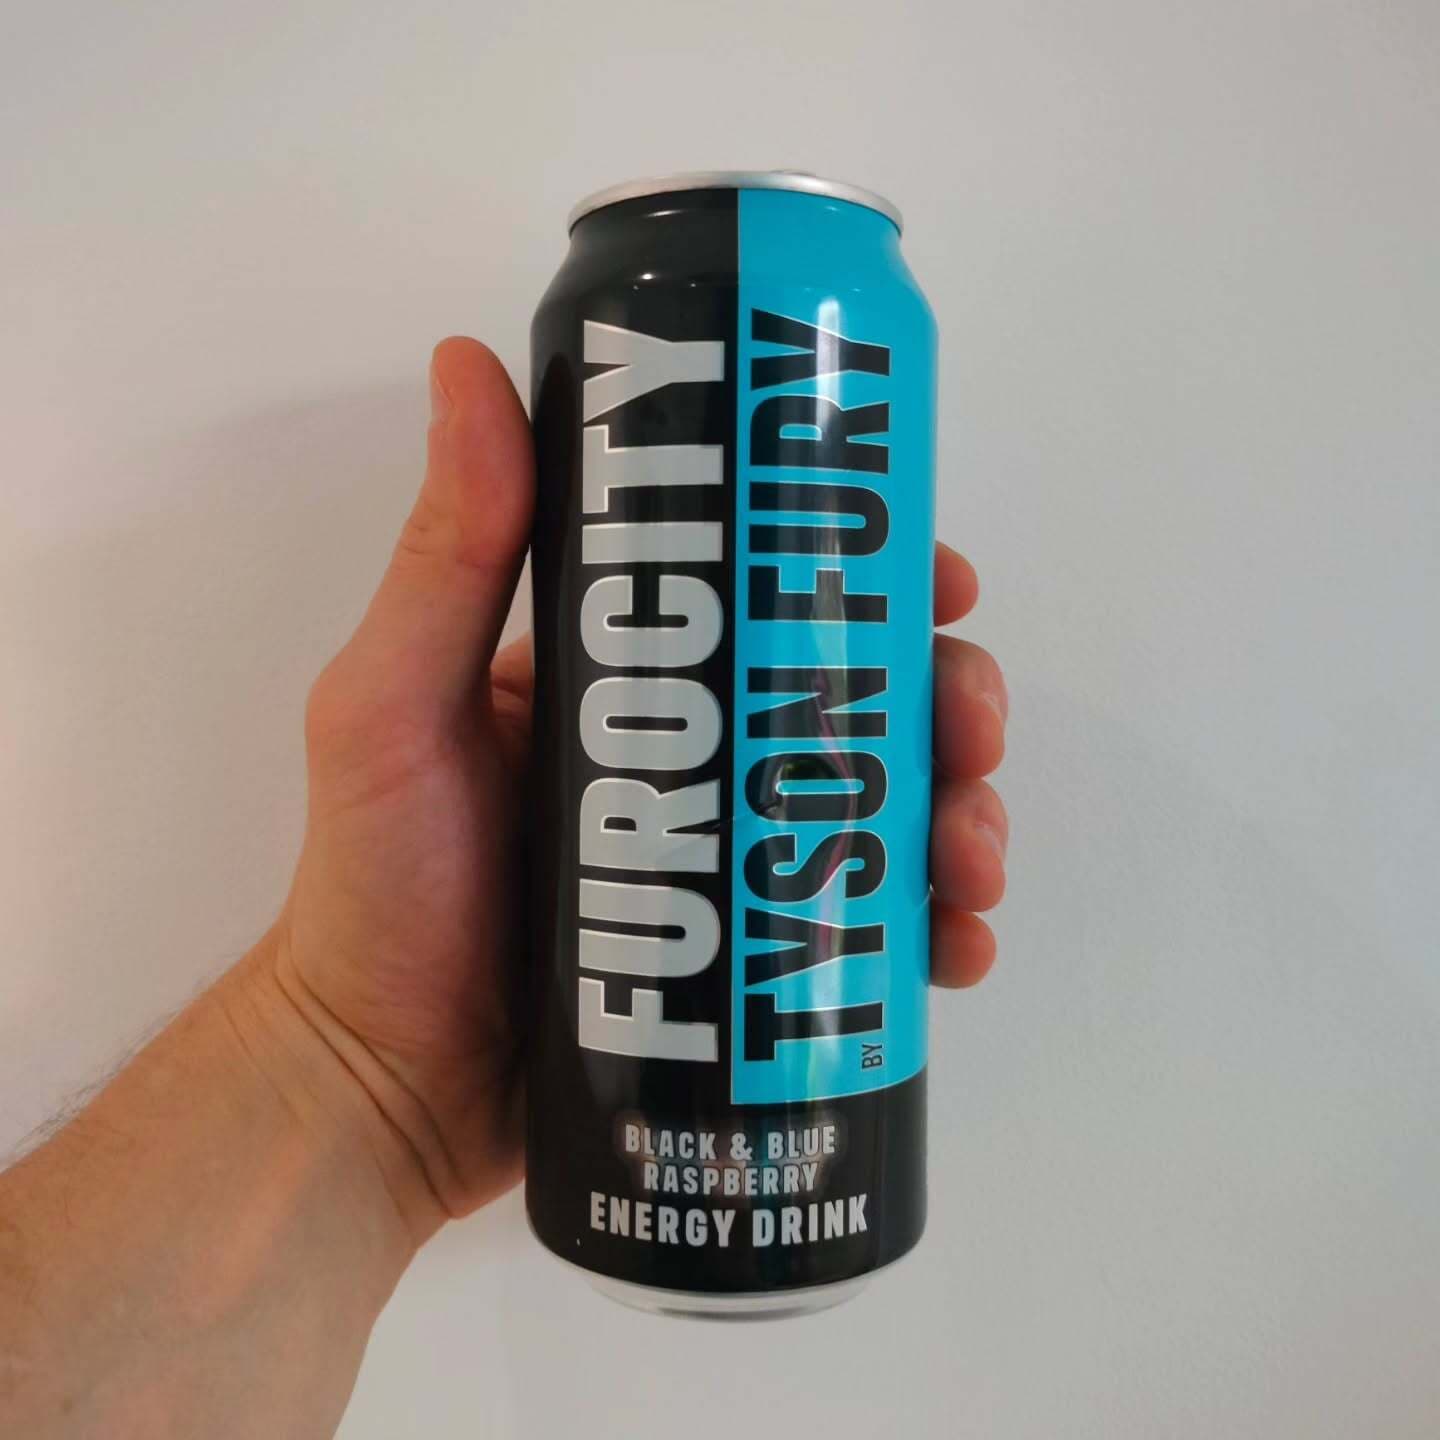 FUROCITY
BY TYSON FURY
BLACK & BLUE
RASPBERRY
ENERGY DRINK